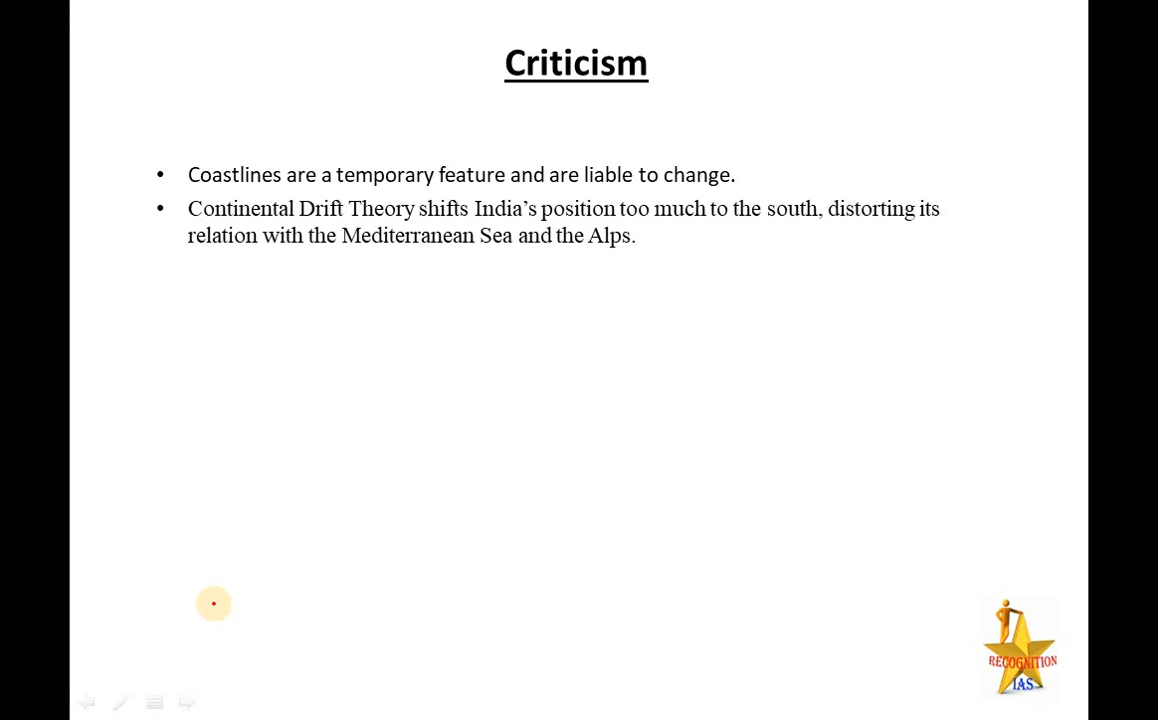 Criticism
• Coastlines are a temporary feature and are liable to change.
• Continental Drift Theory shifts India’s position too much to the south, distorting its
relation with the Mediterranean Sea and the Alps.
RECOGNITION
IAS